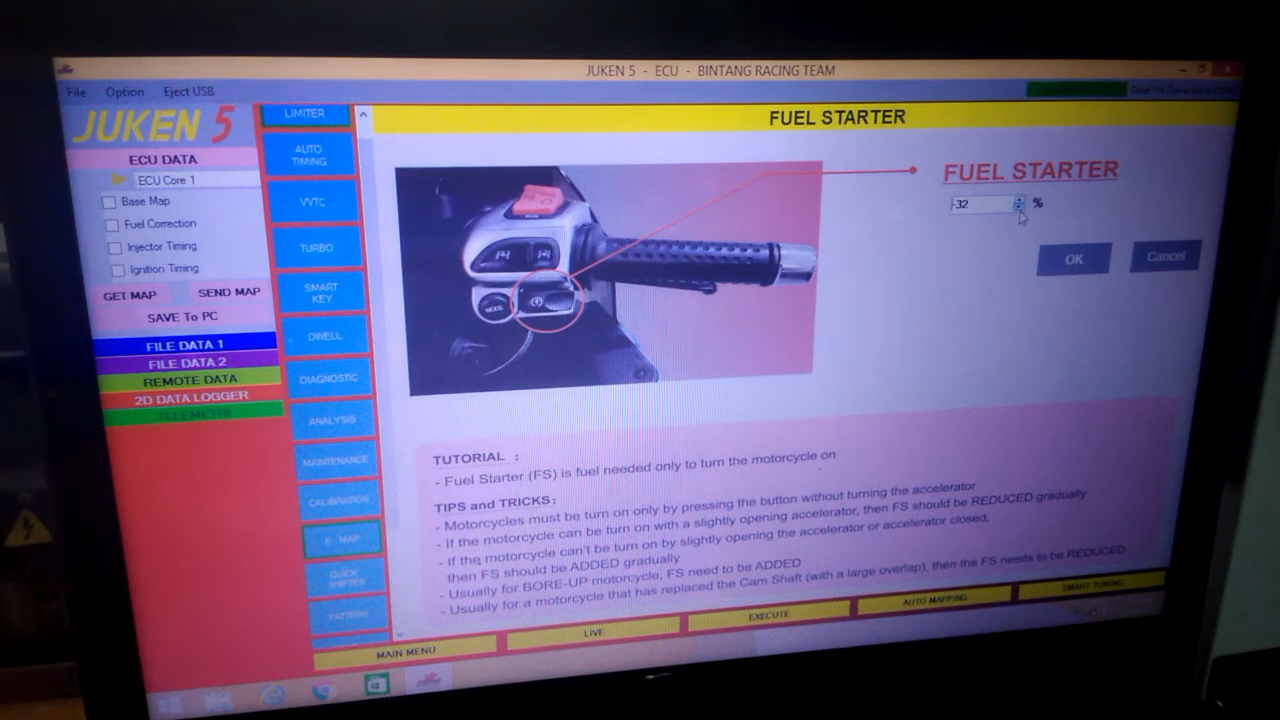 JUKEN 5 - ECU - BINTANG RACING TEAM
File Option Eject USB
JUKEN 5
ECU DATA
ECU Core 1
Base Map
Fuel Correction
Injector Timing
Ignition Timing
GET MAP SEND MAP
SAVE To PC
FILE DATA 1
FILE DATA 2
REMOTE DATA
2D DATA LOGGER
TELEMETRI
LIMITER
AUTO
TIMING
VVTC
TURBO
SMART
KEY
DWELL
DIAGNOSTIC
ANALYSIS
MAINTENANCE
CALIBRATION
E - MAP
QUICK
SHIFTER
PATTERN
FUEL STARTER
FUEL STARTER
-32 %
OK Cancel
MODE
TUTORIAL :
- Fuel Starter (FS) is fuel needed only to turn the motorcycle on
TIPS and TRICKS:
- Motorcycles must be turn on only by pressing the button without turning the accelerator
- If the motorcycle can be turn on with a slightly opening accelerator, then FS should be REDUCED gradually
- If the motorcycle can't be turn on by slightly opening the accelerator or accelerator closed,
then FS should be ADDED gradually
- Usually for BORE-UP motorcycle, FS need to be ADDED
- Usually for a motorcycle that has replaced the Cam Shaft (with a large overlap), then the FS needs to be REDUCED
MAIN MENU LIVE EXECUTE AUTO MAPPING SMART TUNING